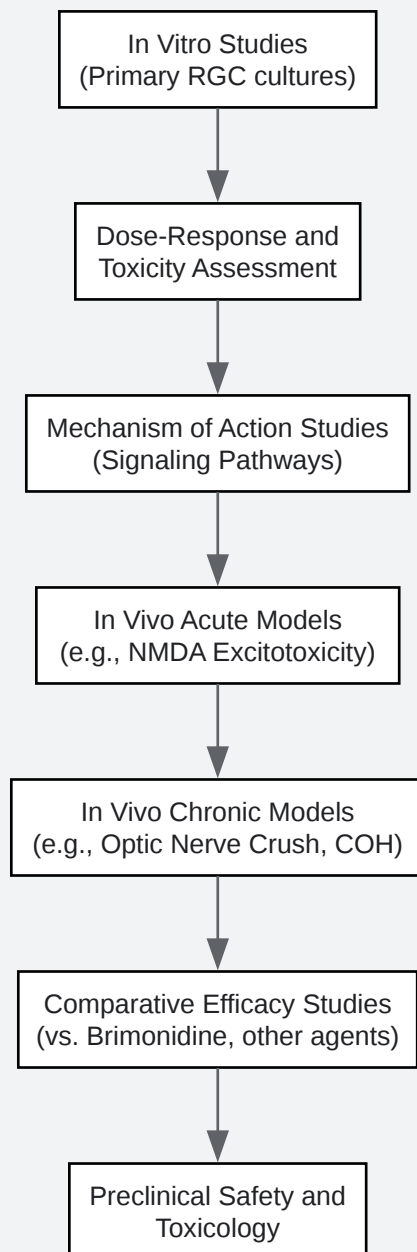 In Vitro Studies
(Primary RGC cultures)
Dose-Response and
Toxicity Assessment
Mechanism of Action Studies
(Signaling Pathways)
In Vivo Acute Models
(e.g., NMDA Excitotoxicity)
In Vivo Chronic Models
(e.g., Optic Nerve Crush, COH)
Comparative Efficacy Studies
(vs. Brimonidine, other agents)
Preclinical Safety and
Toxicology